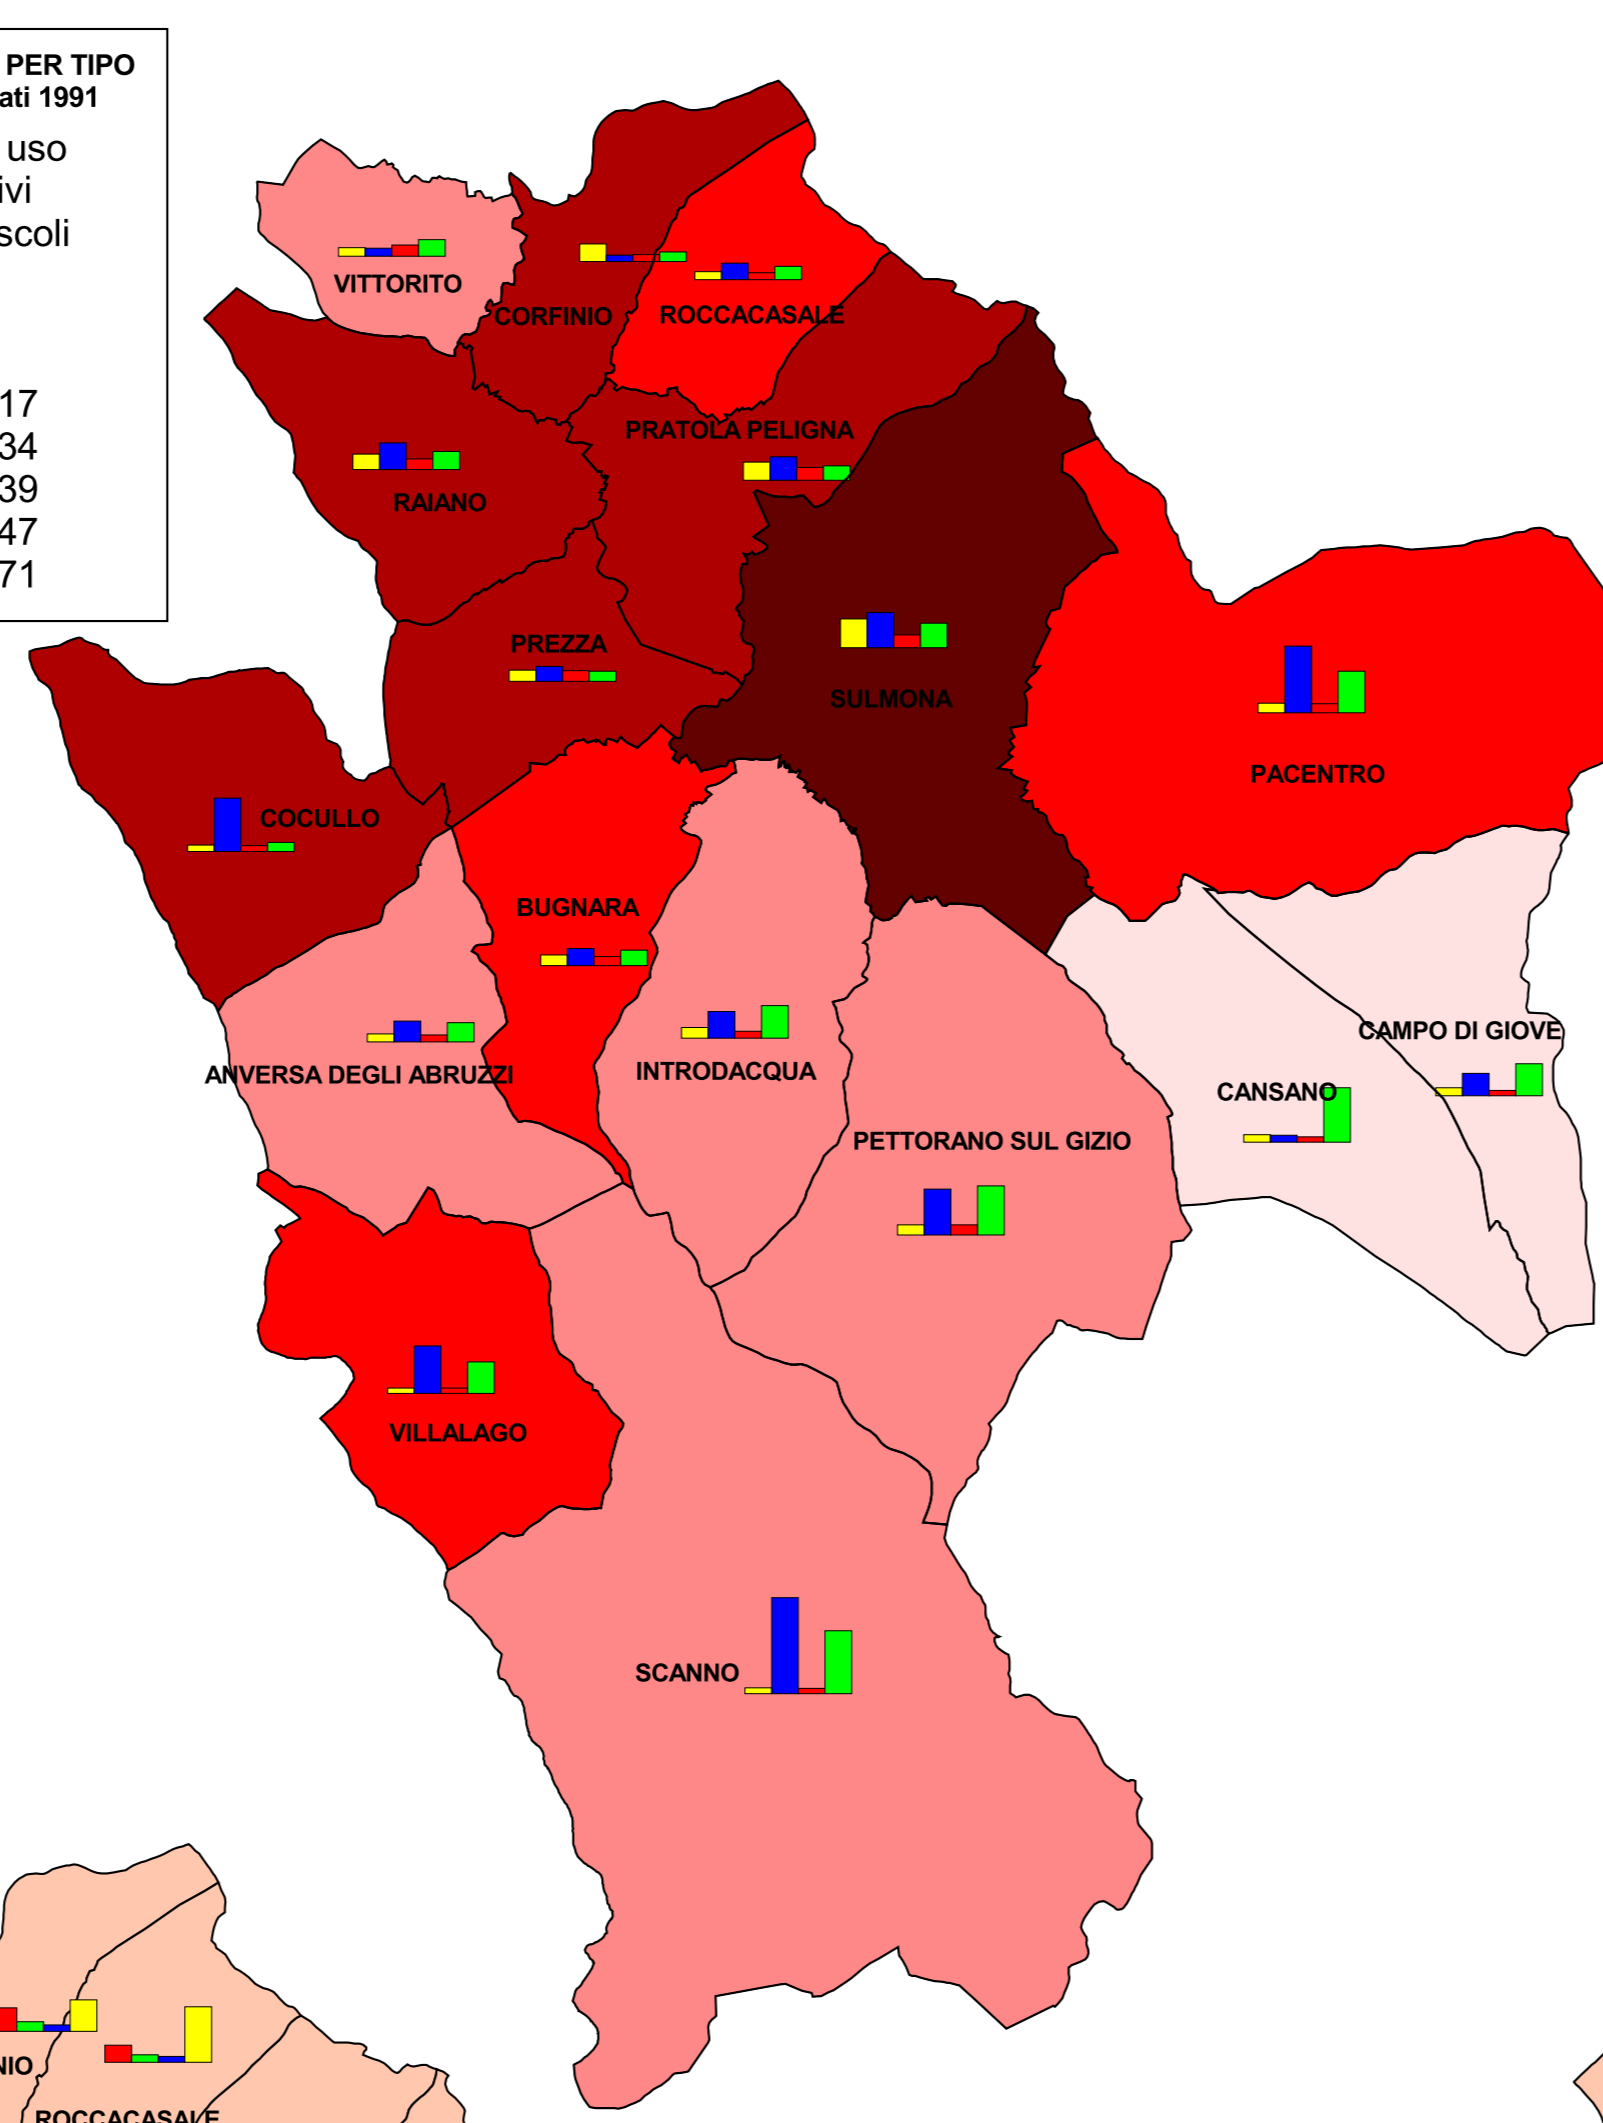 PER TIPO
ati 1991
uso
ivi
scoli
17
34
39
47
71
VITTORITO
CORFINIO
ROCCACASALE
PRATOLA PELIGNA
RAIANO
PREZZA
SULMONA
PACENTRO
COCULLO
BUGNARA
ANVERSA DEGLI ABRUZZI
INTRODACQUA
CAMPO DI GIOVE
CANSANO
PETTORANO SUL GIZIO
VILLALAGO
SCANNO
NIO
ROCCACASALE